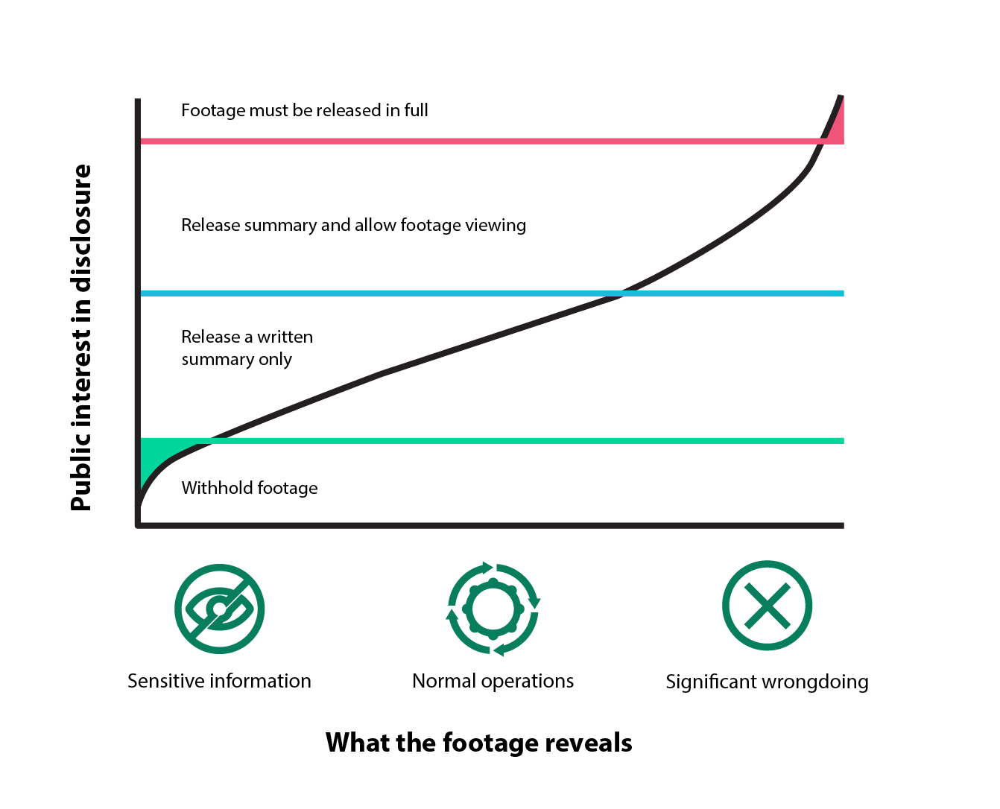 Footage must be released in full
Release summary and allow footage viewing
Release a written
summary only
Withhold footage
Public interest in disclosure
Sensitive information
Normal operations
Significant wrongdoing
What the footage reveals